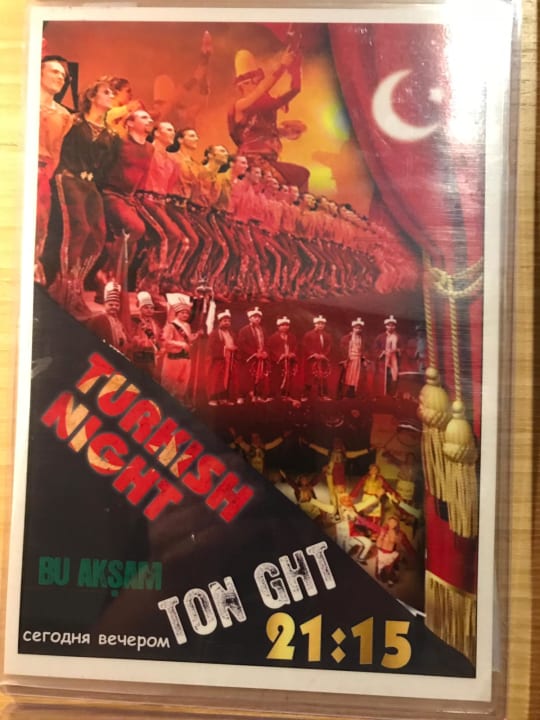 TURKISH
NIGHT
BU AKŞAM
TON GHT
сегодня вечером
21:15